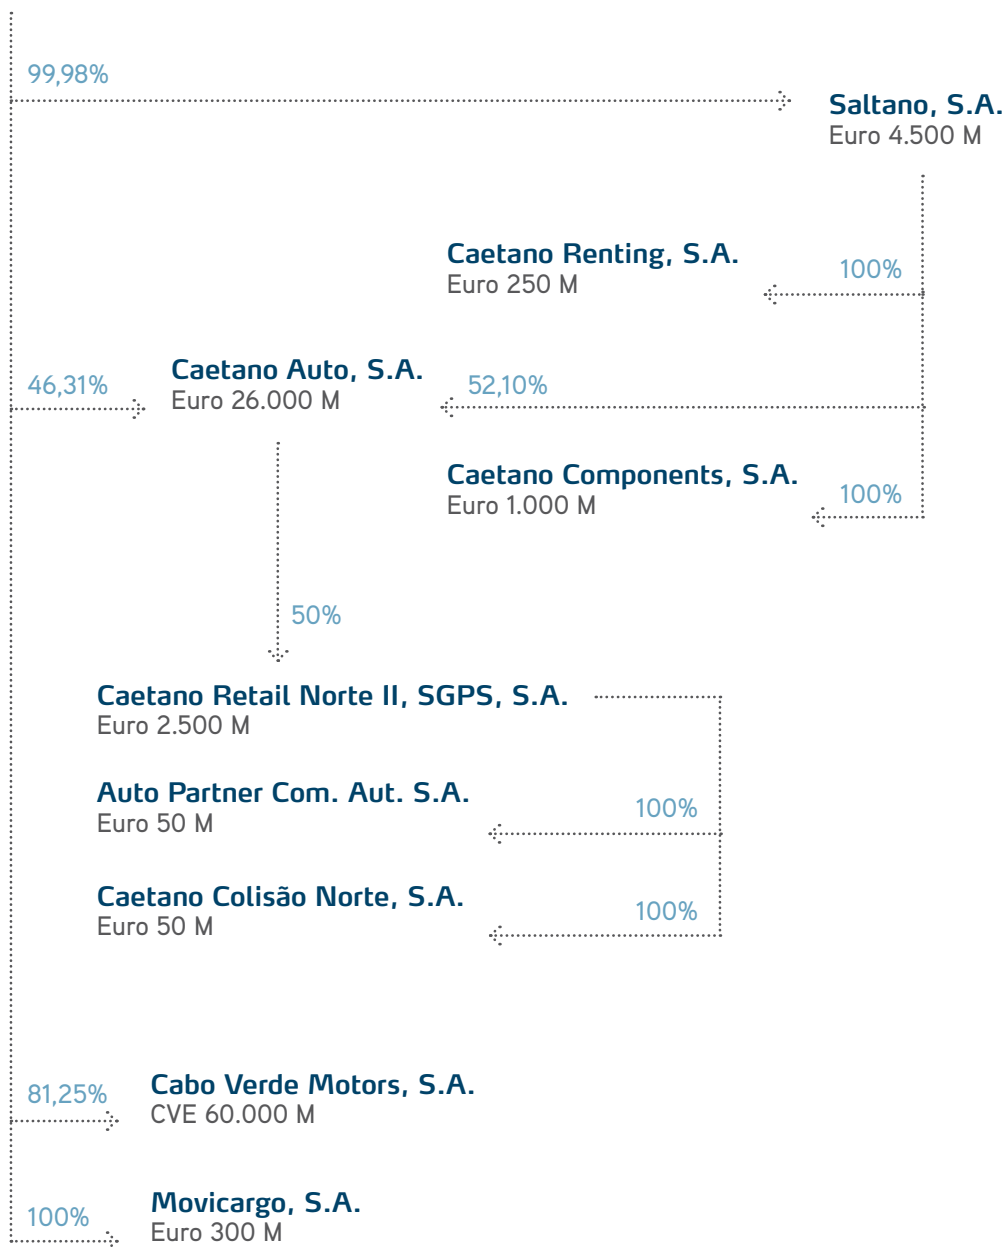 99,98%
Saltano, S.A.
Euro 4.500 M
Caetano Renting, S.A.
Euro 250 M
100%
46,31%
Caetano Auto, S.A.
Euro 26.000 M
52,10%
Caetano Components, S.A.
Euro 1.000 M
100%
50%
Caetano Retail Norte II, SGPS, S.A.
Euro 2.500 M
Auto Partner Com. Aut. S.A.
Euro 50 M
100%
Caetano Colisão Norte, S.A.
Euro 50 M
100%
81,25%
Cabo Verde Motors, S.A.
CVE 60.000 M
100%
Movicargo, S.A.
Euro 300 M